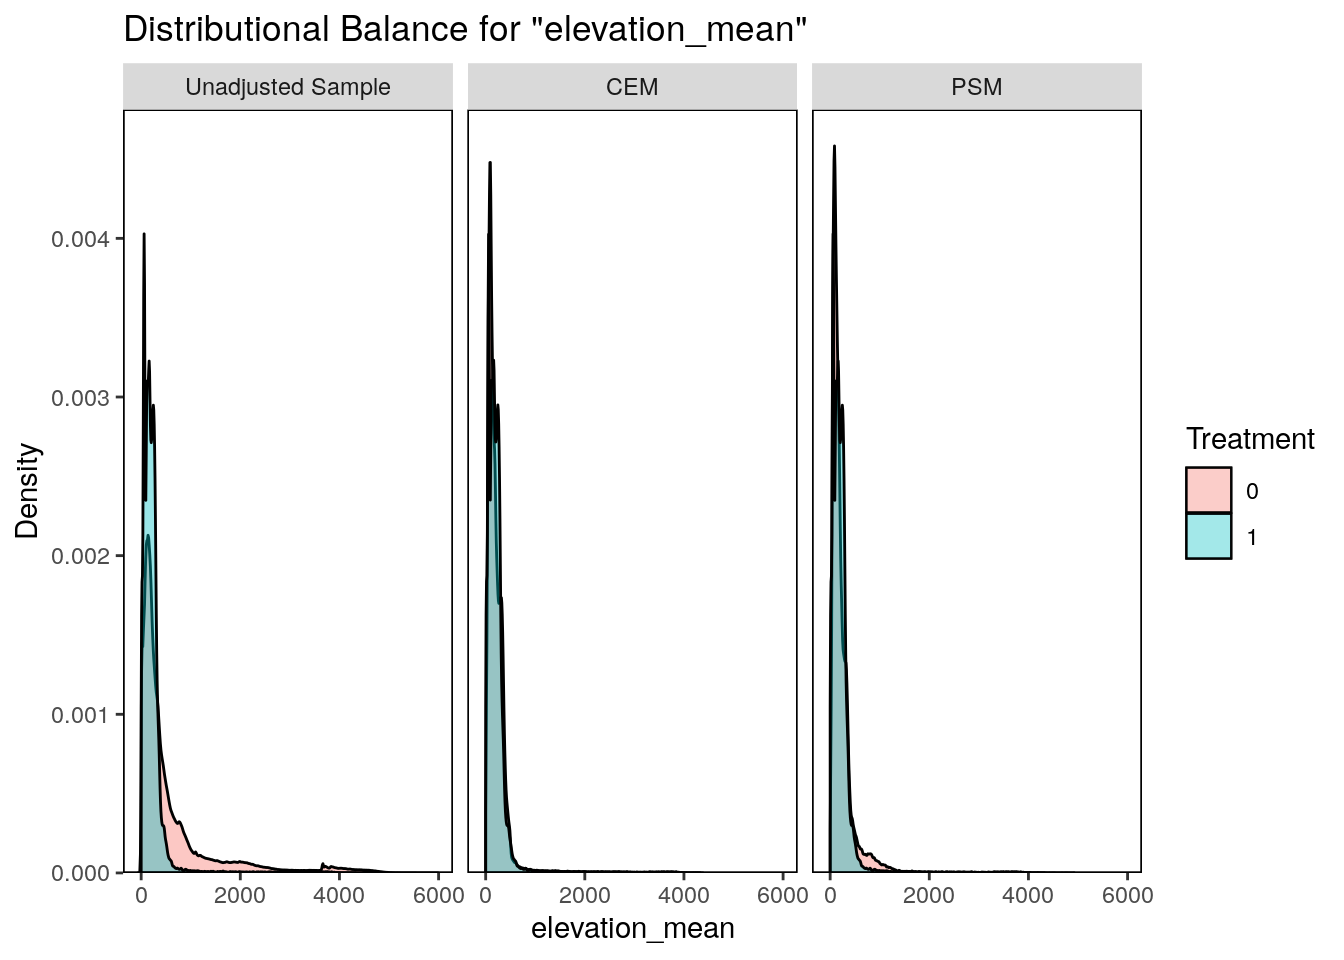 Distributional Balance for "elevation_mean"
Unadjusted Sample
CEM
PSM
Density
0.004
0.003
0.002
0.001
0.000
0 2000 4000 6000
0 2000 4000 6000
0 2000 4000 6000
elevation_mean
Treatment
0
1